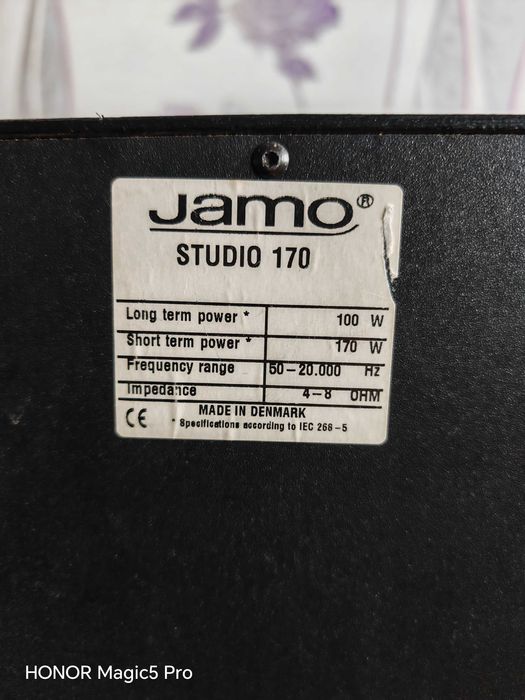 Jamo®
STUDIO 170
Long term power * 100 W
Short term power * 170 W
Frequency range 50-20.000 Hz
Impedance 4-8 OHM
MADE IN DENMARK
CE * Specifications according to IEC 268-5
HONOR Magic5 Pro